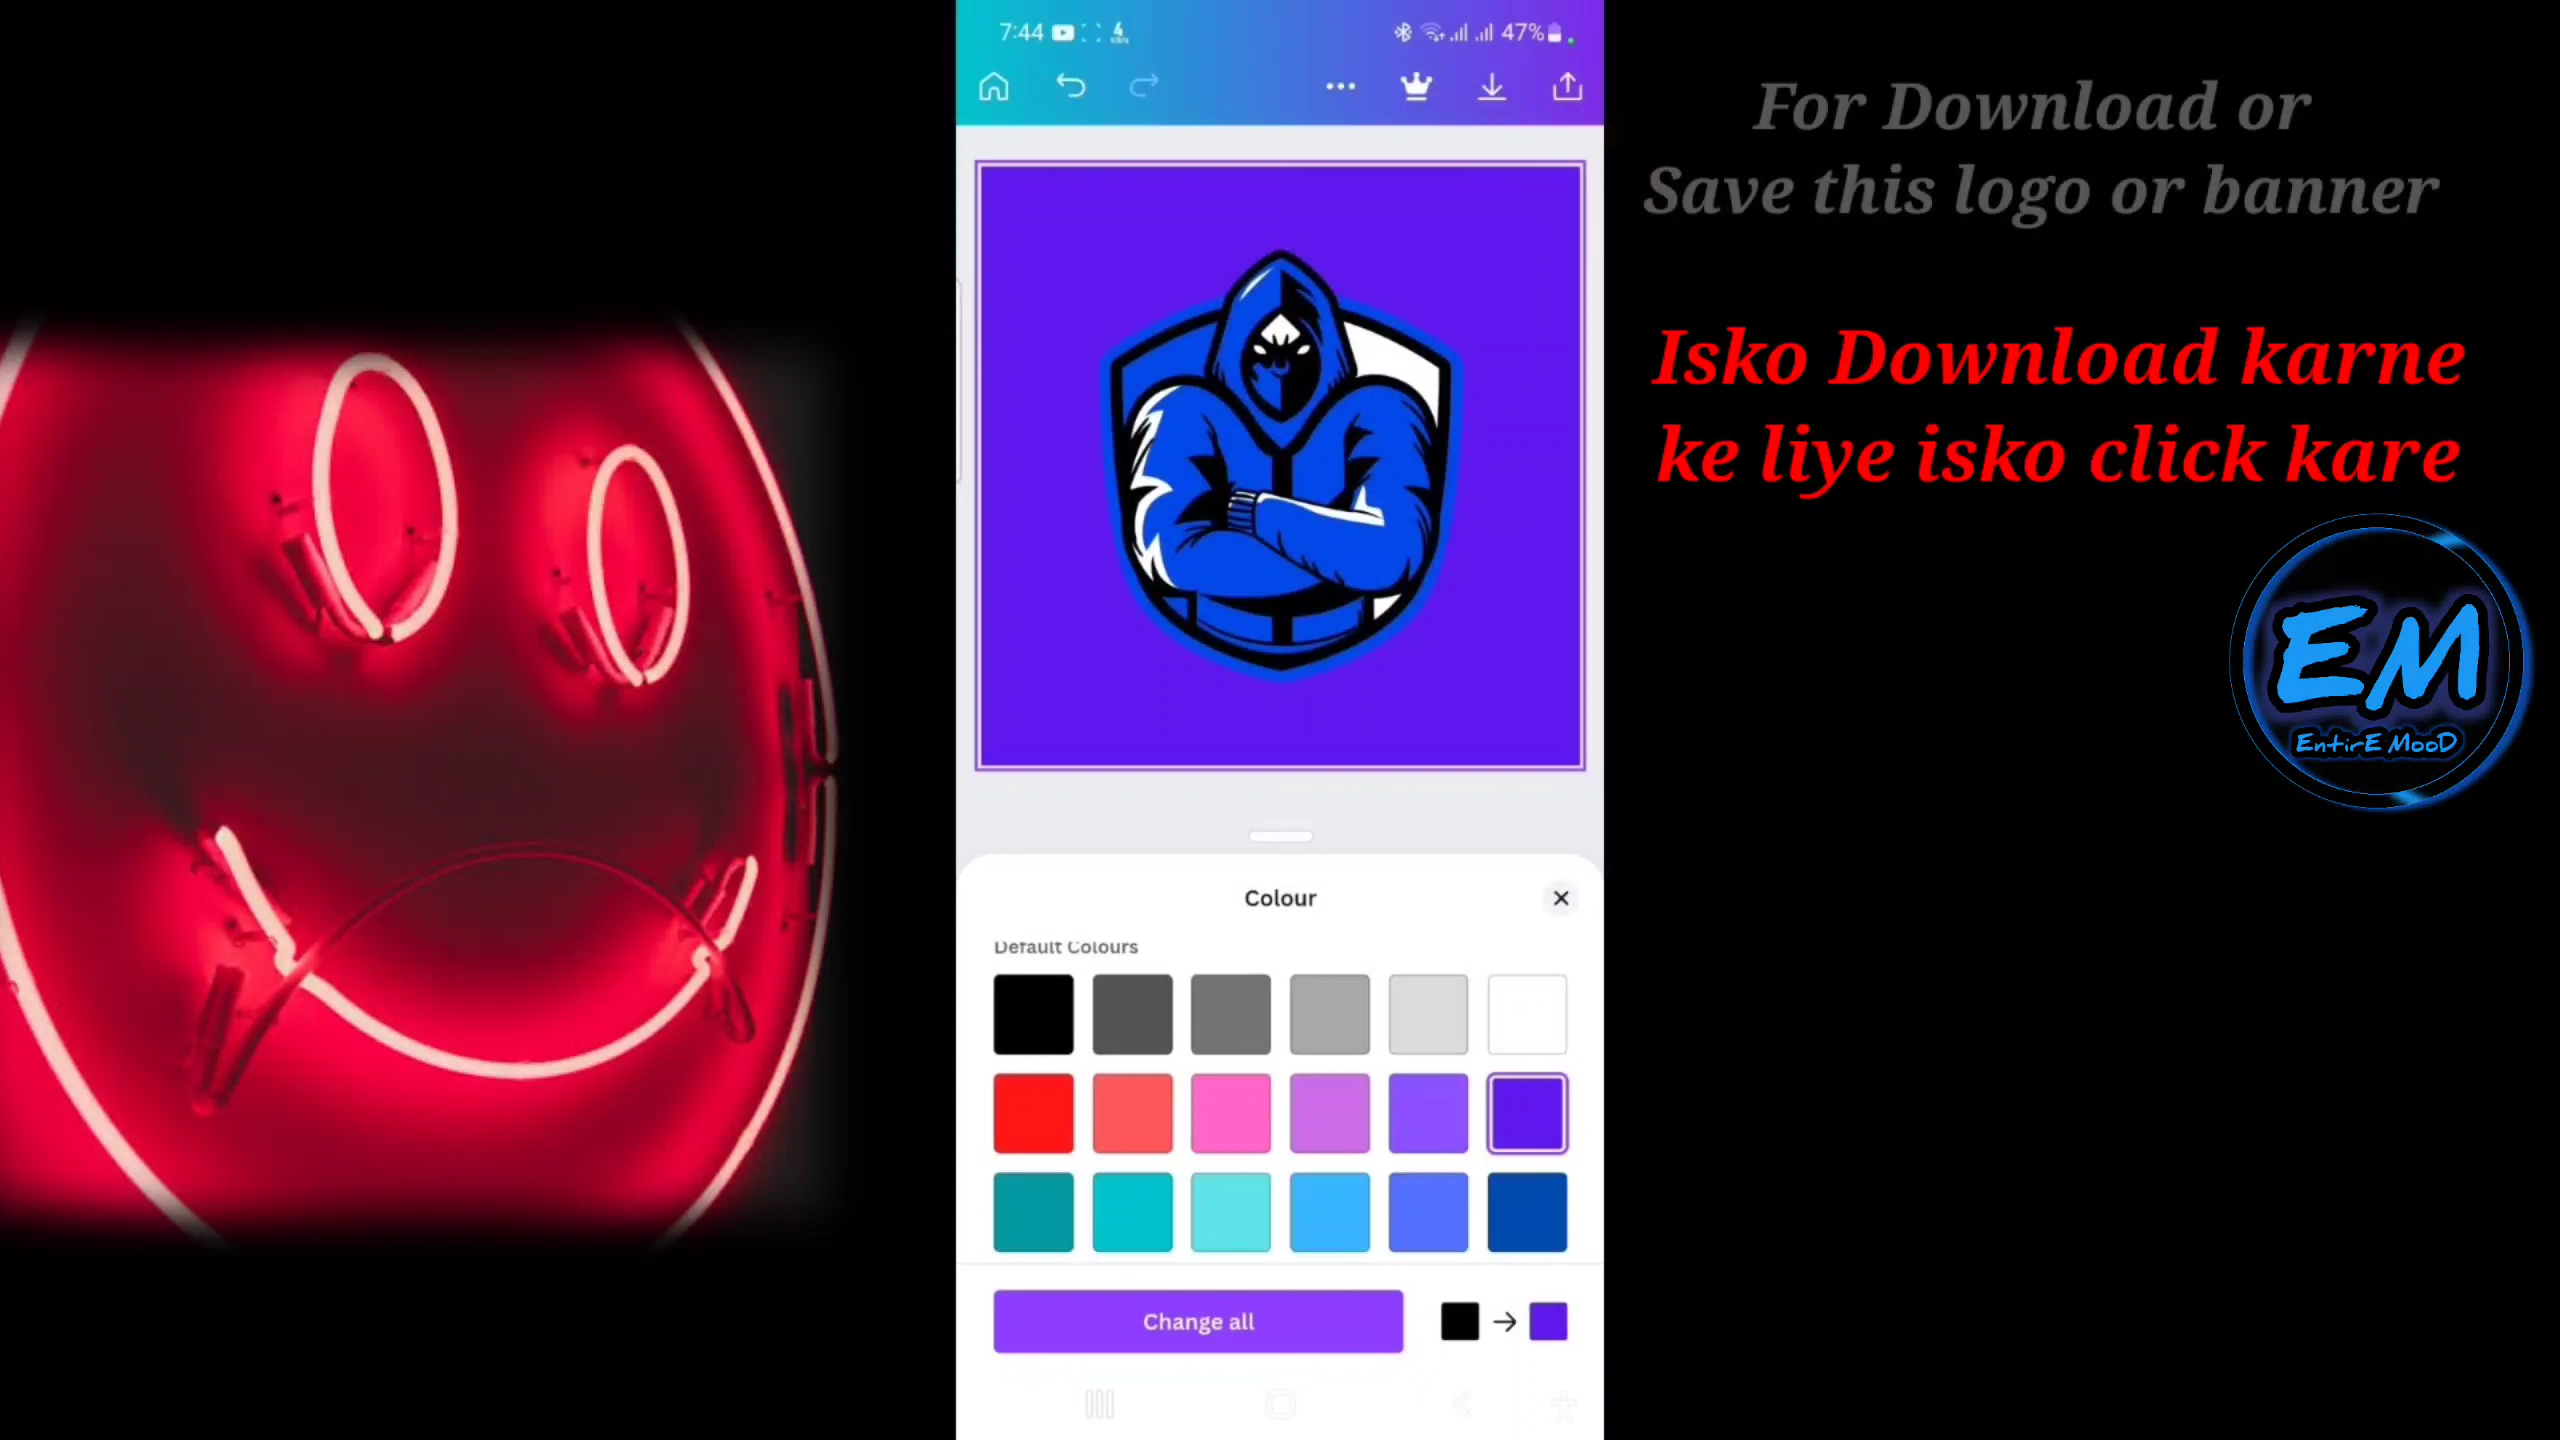 7:44
47%
For Download or
Save this logo or banner
Isko Download karne
ke liye isko click kare
EM
EntirE MooD
Colour
Default Colours
Change all